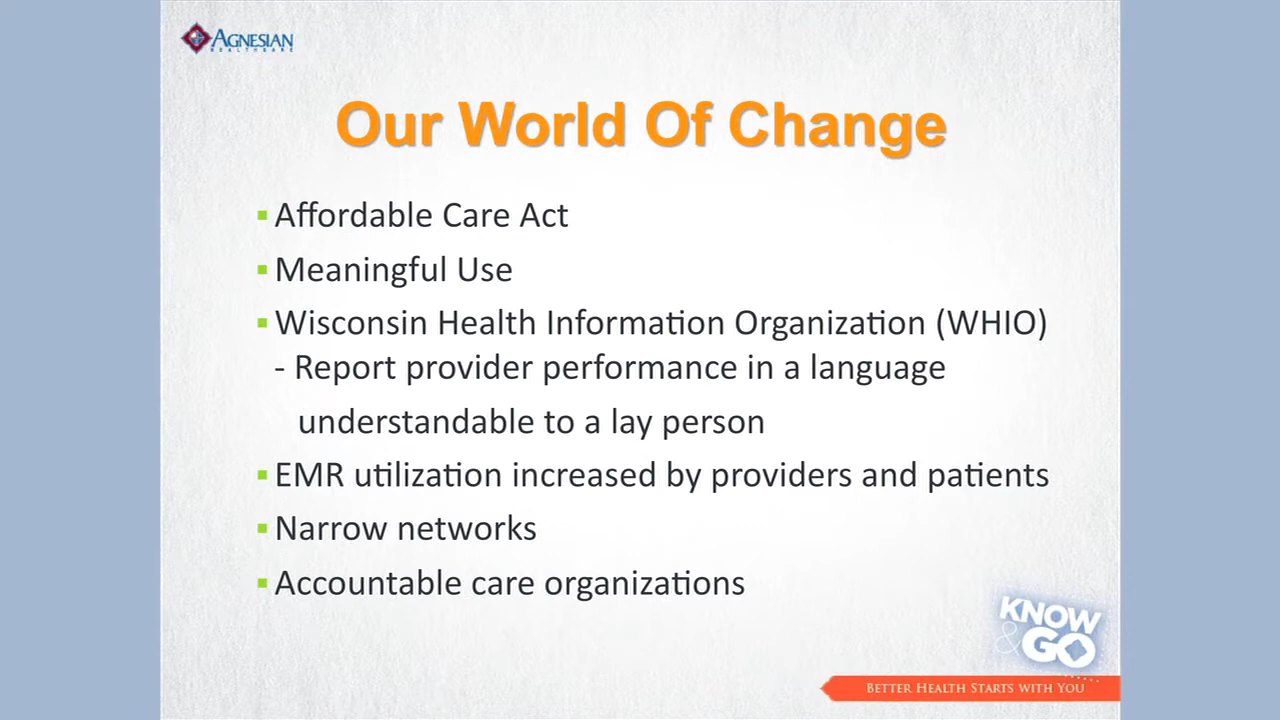 AGNESIAN
HEALTHCARE
Our World Of Change
▪ Affordable Care Act
▪ Meaningful Use
▪ Wisconsin Health Information Organization (WHIO)
- Report provider performance in a language
understandable to a lay person
▪ EMR utilization increased by providers and patients
▪ Narrow networks
▪ Accountable care organizations
KNOW
& GO
BETTER HEALTH STARTS WITH YOU